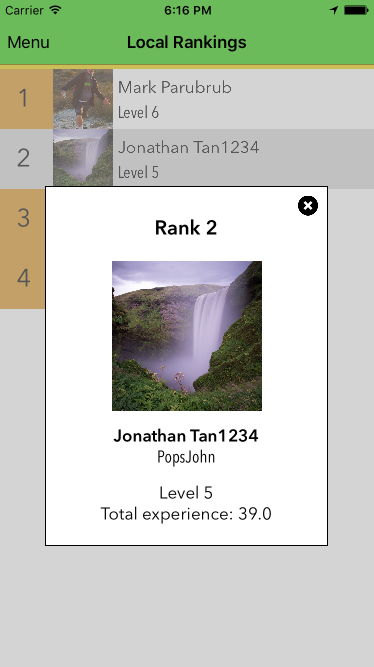 Carrier 6:16 PM
Menu Local Rankings
1 Mark Parubrub
Level 6
2 Jonathan Tan1234
Level 5
3
4
Rank 2
Jonathan Tan1234
PopsJohn
Level 5
Total experience: 39.0